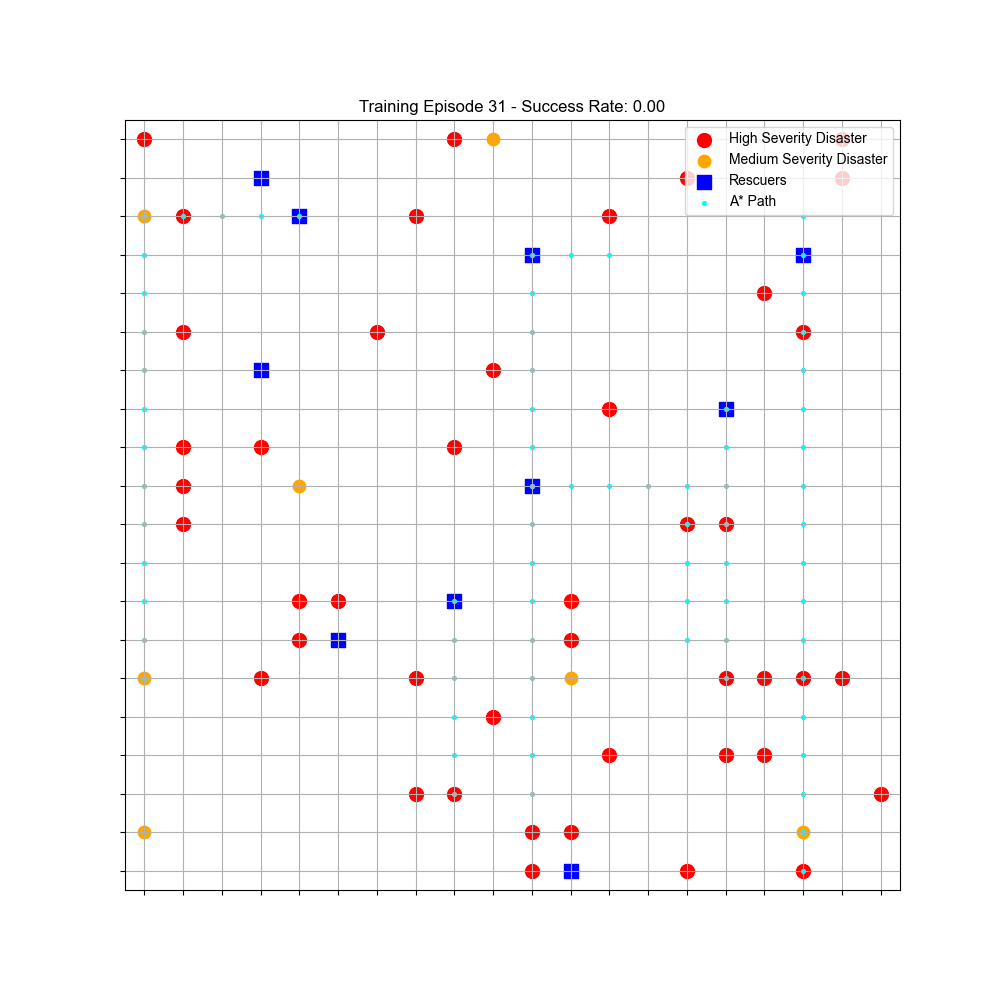 Training Episode 31 - Success Rate: 0.00
High Severity Disaster
Medium Severity Disaster
Rescuers
A* Path